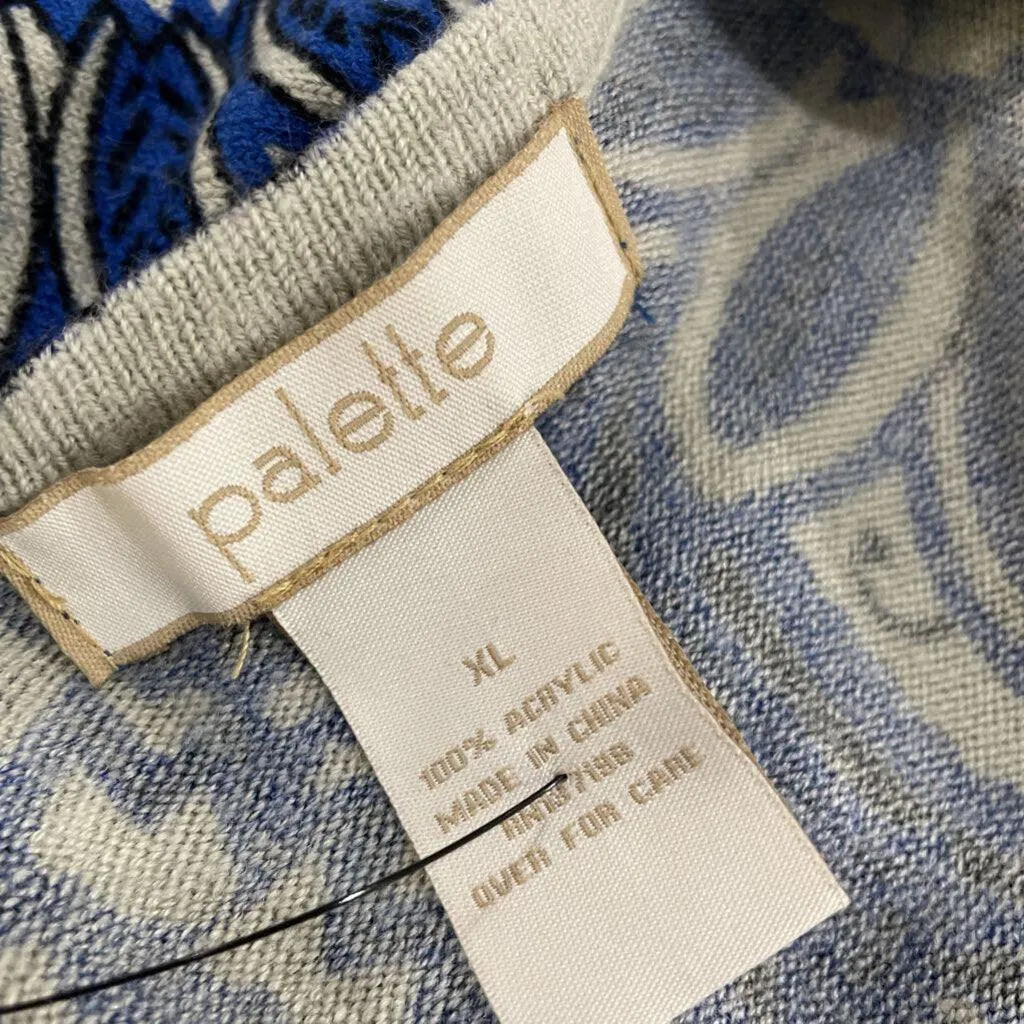 palette
XL
100% ACRYLIC
MADE IN CHINA
OVER FOR CARE